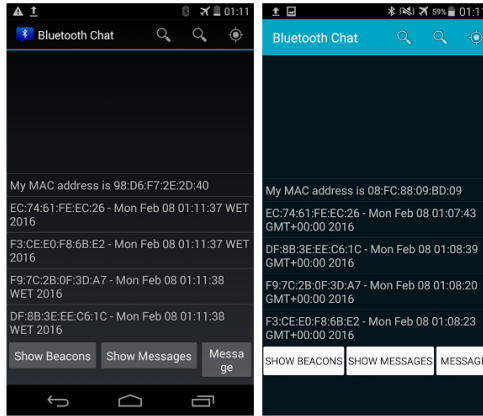 01:11
Bluetooth Chat
My MAC address is 98:D6:F7:2E:2D:40
EC:74:61:FE:EC:26 - Mon Feb 08 01:11:37 WET
2016
F3:CE:E0:F8:6B:E2 - Mon Feb 08 01:11:37 WET
2016
F9:7C:2B:0F:3D:A7 - Mon Feb 08 01:11:38
WET 2016
DF:8B:3E:EE:C6:1C - Mon Feb 08 01:11:38
WET 2016
Show Beacons
Show Messages
Messa
ge
59%
01:11
Bluetooth Chat
My MAC address is 08:FC:88:09:BD:09
EC:74:61:FE:EC:26 - Mon Feb 08 01:07:43
GMT+00:00 2016
DF:8B:3E:EE:C6:1C - Mon Feb 08 01:08:39
GMT+00:00 2016
F9:7C:2B:0F:3D:A7 - Mon Feb 08 01:08:20
GMT+00:00 2016
F3:CE:E0:F8:6B:E2 - Mon Feb 08 01:08:23
GMT+00:00 2016
SHOW BEACONS
SHOW MESSAGES
MESSAGE